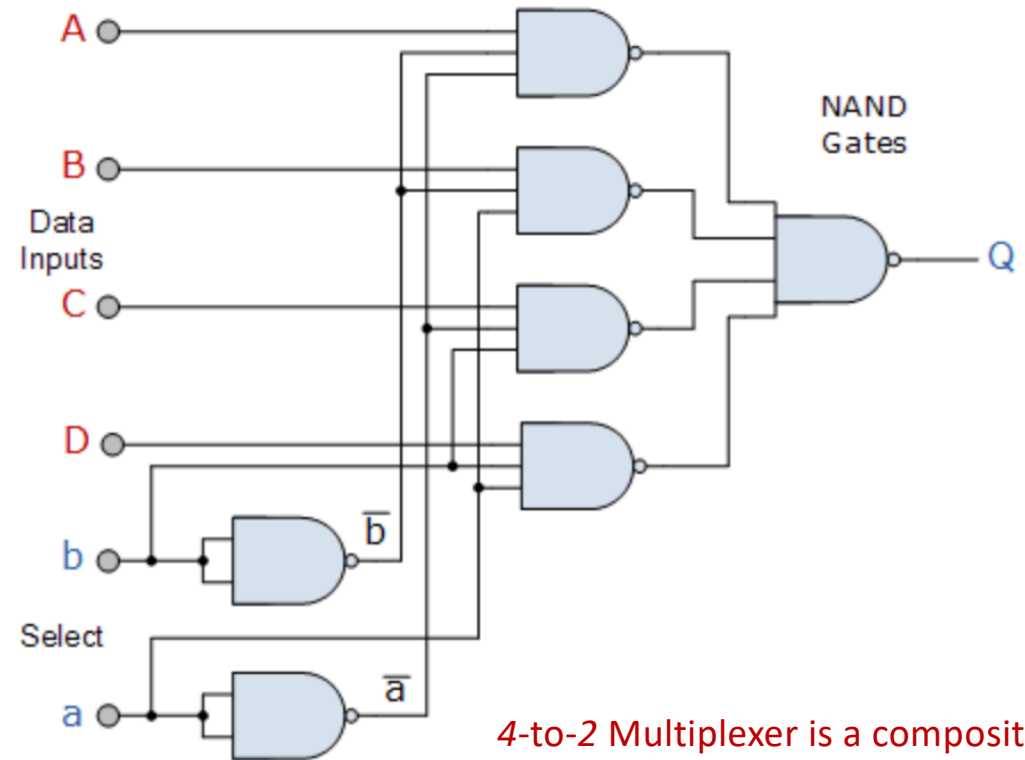 A
NAND
Gates
B
Data
Inputs
Q
C
D
b̅
b
Select
a̅
a
4-to-2 Multiplexer is a composit